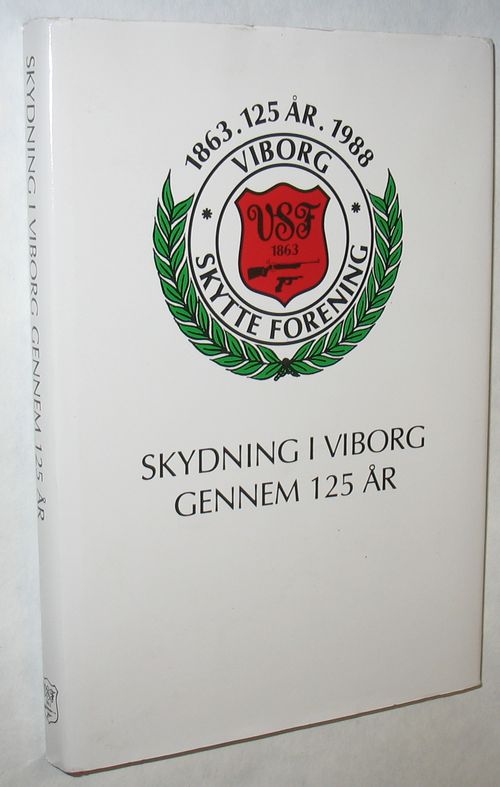 SKYDNING I VIBORG GENNEM 125 ÅR
1863.125 ÅR.1988
VIBORG
* *
VSF
1863
SKYTTE FORENING
SKYDNING I VIBORG
GENNEM 125 ÅR